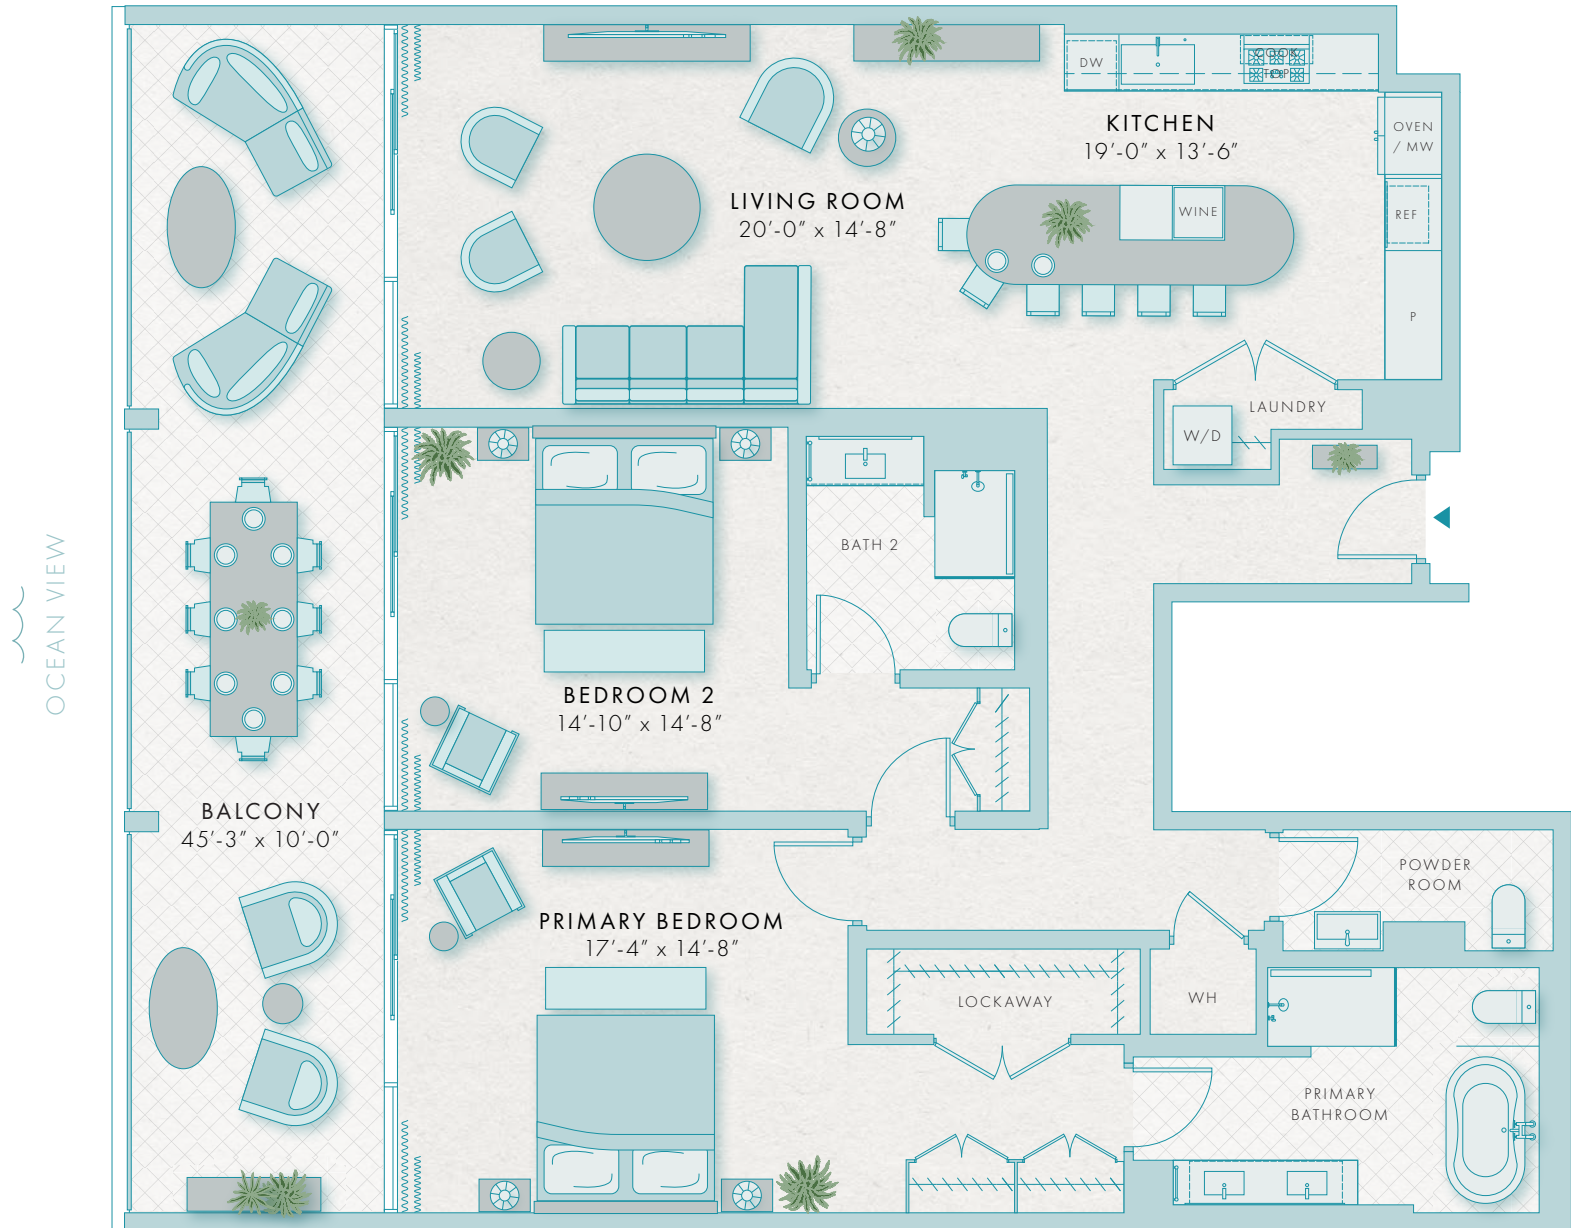 DW
COOK
TOP
KITCHEN
19'-0" x 13'-6"
OVEN
/ MW
LIVING ROOM
20'-0" x 14'-8"
WINE
REF
P
LAUNDRY
W/D
BATH 2
OCEAN VIEW
BEDROOM 2
14'-10" x 14'-8"
BALCONY
45'-3" x 10'-0"
POWDER
ROOM
PRIMARY BEDROOM
17'-4" x 14'-8"
LOCKAWAY
WH
PRIMARY
BATHROOM